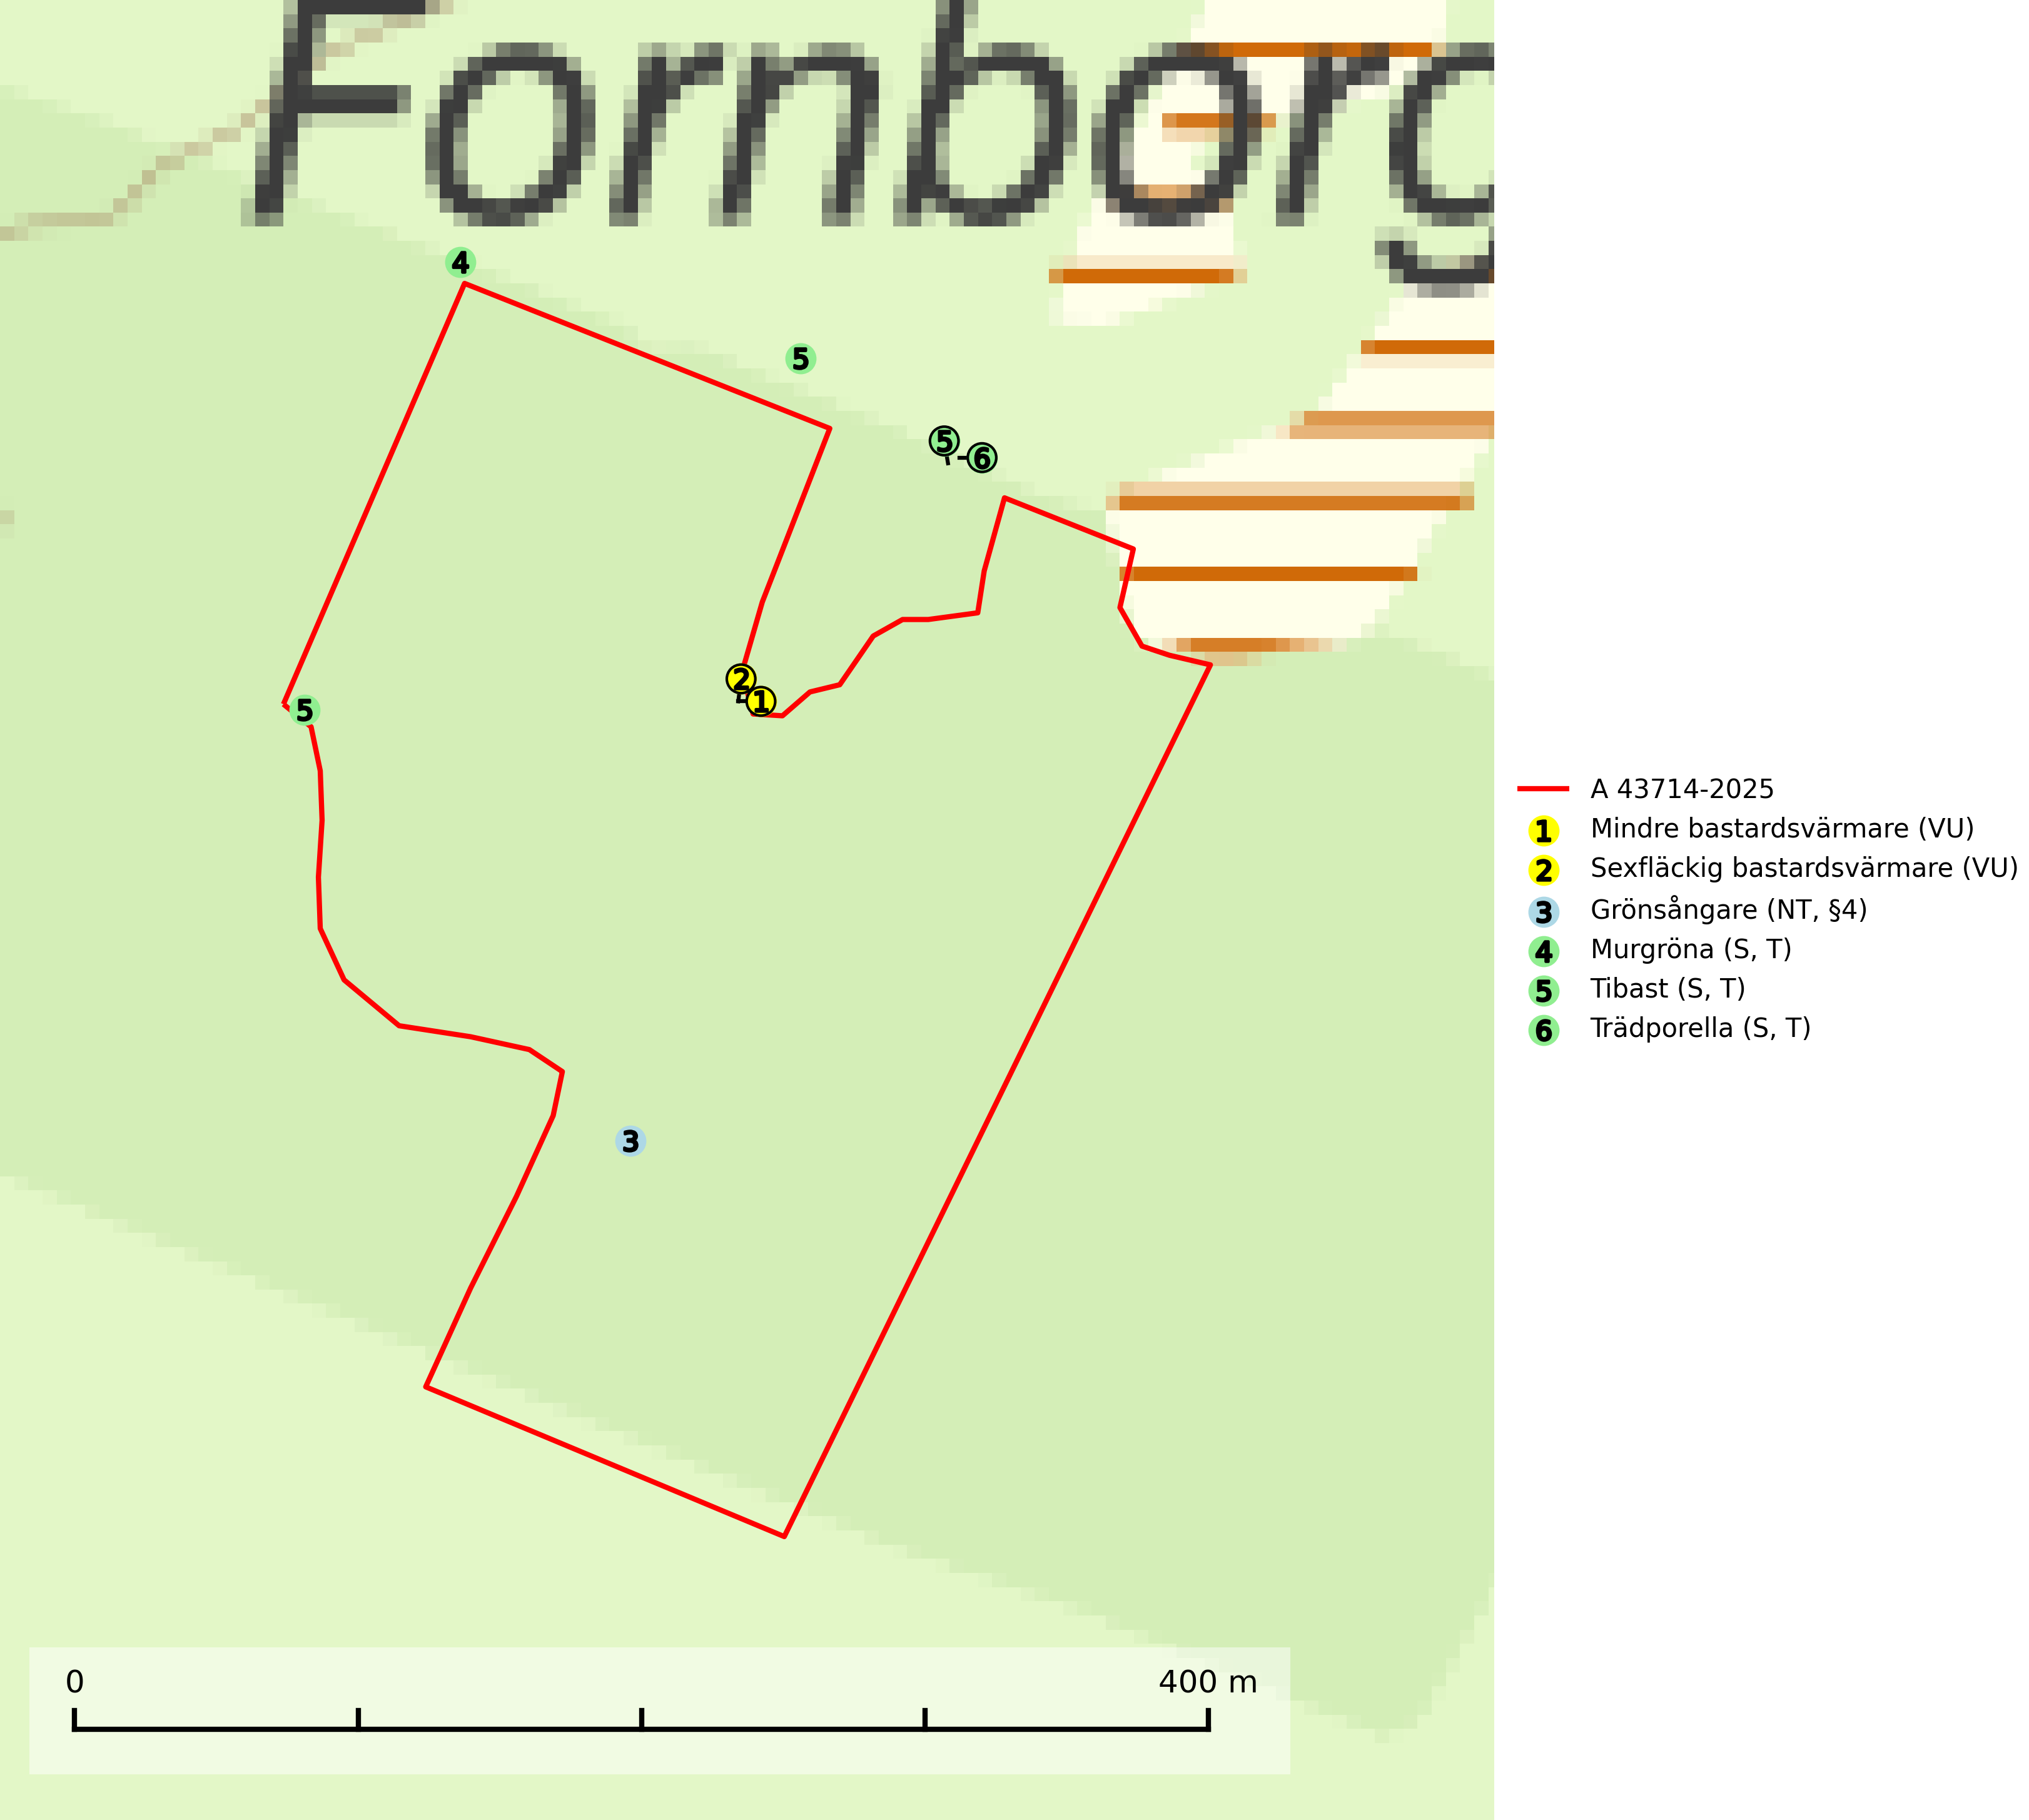 Fornborg
4
5
5
6
2
1
5
3
A 43714-2025
1 Mindre bastardsvärmare (VU)
2 Sexfläckig bastardsvärmare (VU)
3 Grönsångare (NT, §4)
4 Murgröna (S, T)
5 Tibast (S, T)
6 Trädporella (S, T)
0 400 m